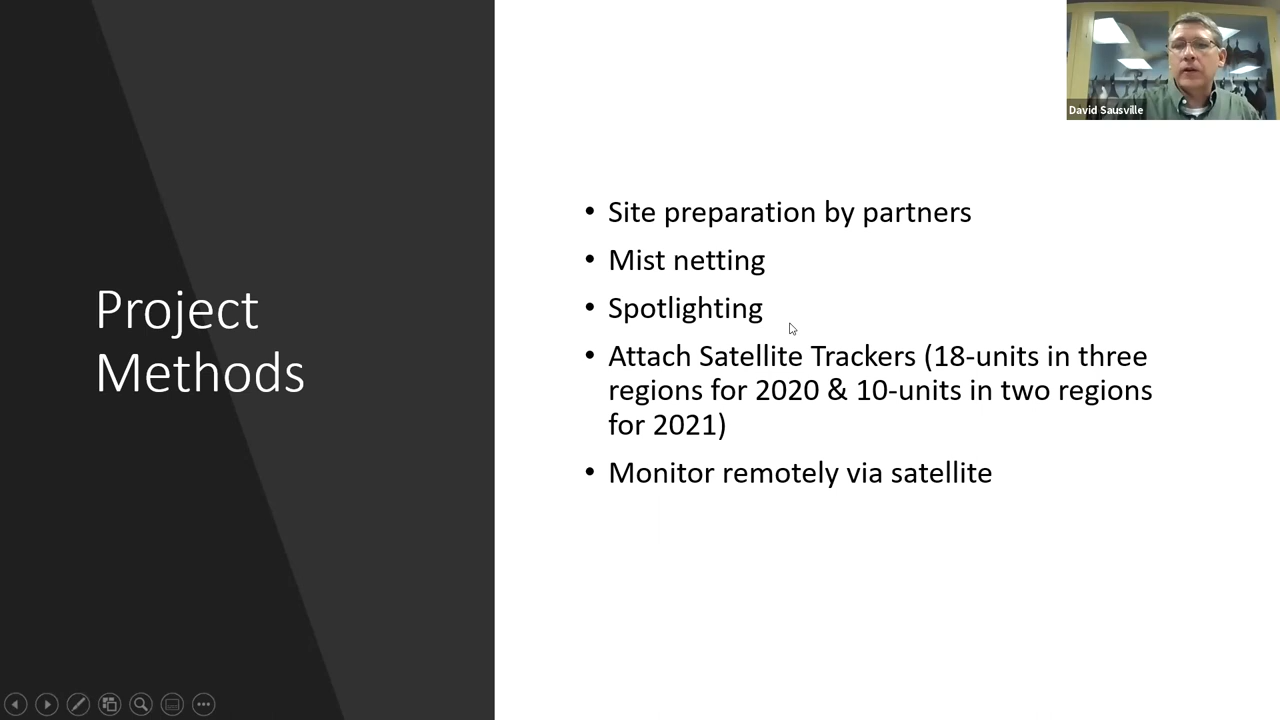 David Sausville
Project
Methods
• Site preparation by partners
• Mist netting
• Spotlighting
• Attach Satellite Trackers (18-units in three
regions for 2020 & 10-units in two regions
for 2021)
• Monitor remotely via satellite